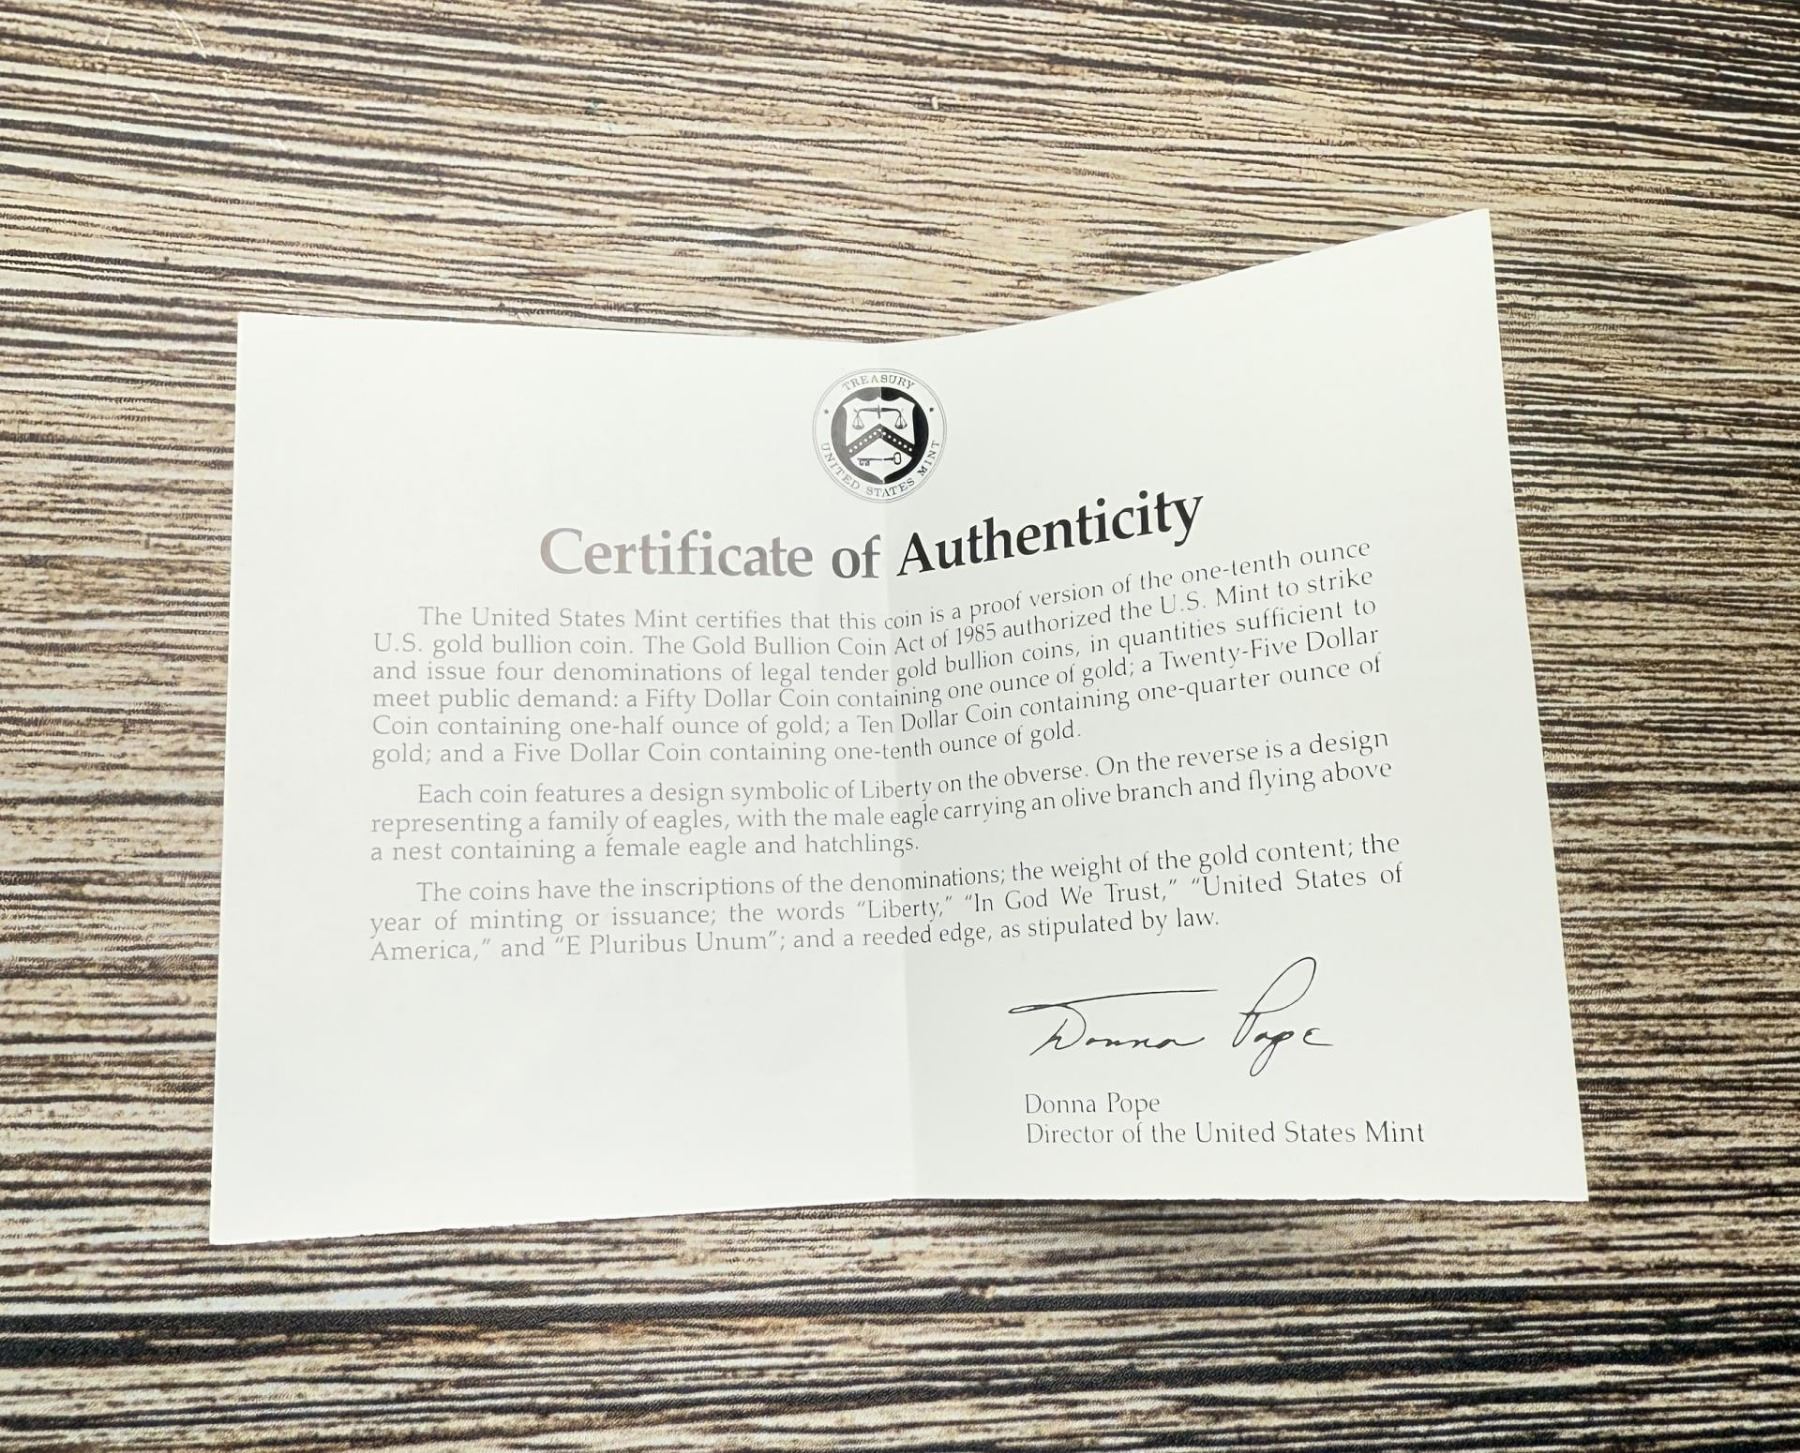 TREASURY
UNITED STATES MINT
Certificate of Authenticity
The United States Mint certifies that this coin is a proof version of the one-tenth ounce
U.S. gold bullion coin. The Gold Bullion Coin Act of 1985 authorized the U.S. Mint to strike
and issue four denominations of legal tender gold bullion coins, in quantities sufficient to
meet public demand: a Fifty Dollar Coin containing one ounce of gold; a Twenty-Five Dollar
Coin containing one-half ounce of gold; a Ten Dollar Coin containing one-quarter ounce of
gold; and a Five Dollar Coin containing one-tenth ounce of gold.
Each coin features a design symbolic of Liberty on the obverse. On the reverse is a design
representing a family of eagles, with the male eagle carrying an olive branch and flying above
a nest containing a female eagle and hatchlings.
The coins have the inscriptions of the denominations; the weight of the gold content; the
year of minting or issuance; the words “Liberty,” “In God We Trust,” “United States of
America,” and “E Pluribus Unum”; and a reeded edge, as stipulated by law.
Donna Pope
Donna Pope
Director of the United States Mint